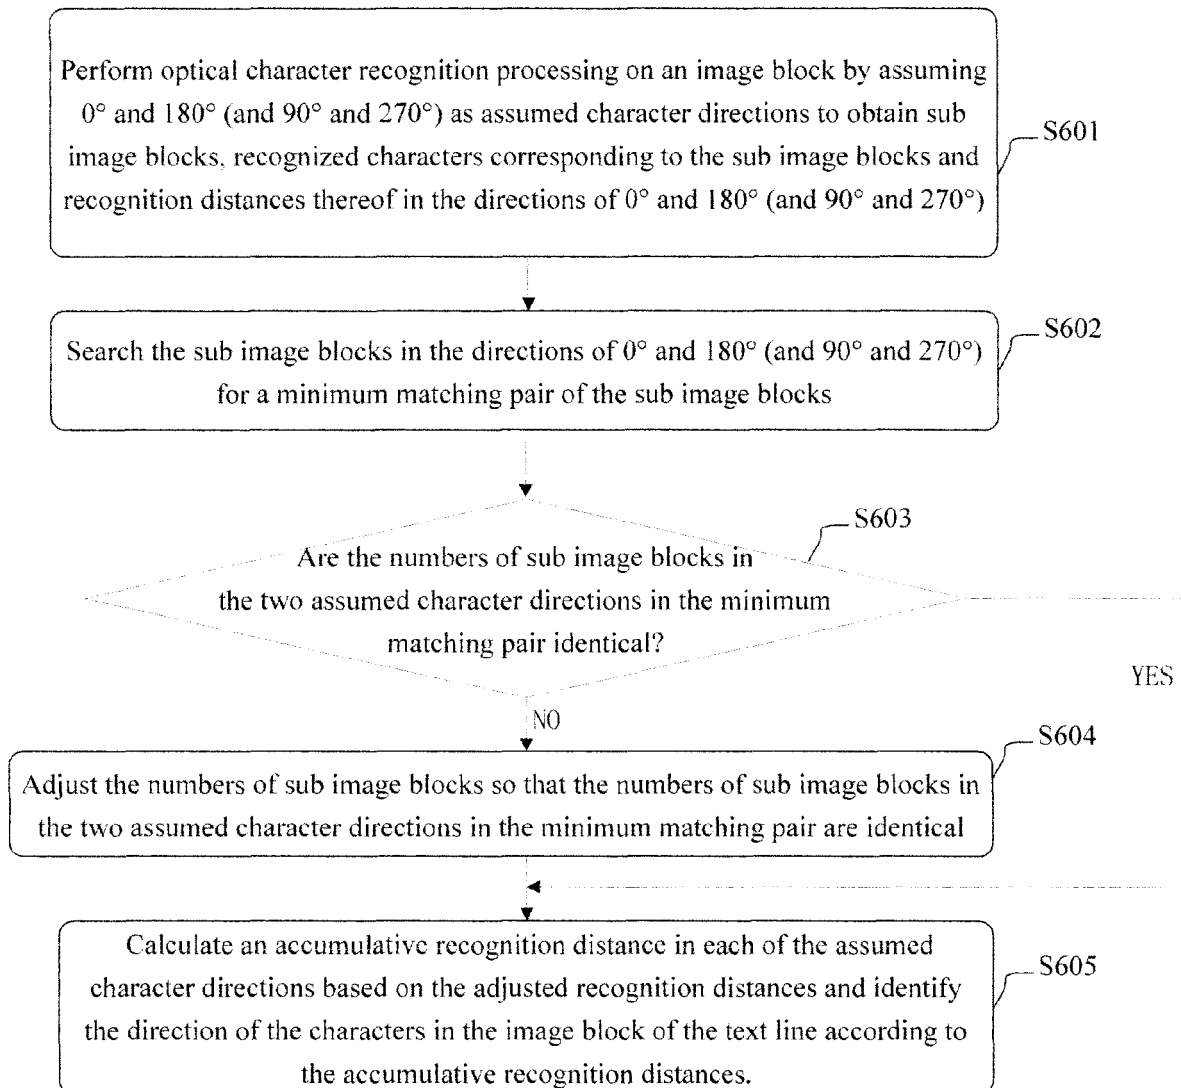 Perform optical character recognition processing on an image block by assuming
0° and 180° (and 90° and 270°) as assumed character directions to obtain sub
image blocks, recognized characters corresponding to the sub image blocks and
recognition distances thereof in the directions of 0° and 180° (and 90° and 270°)
S601
Search the sub image blocks in the directions of 0° and 180° (and 90° and 270°)
for a minimum matching pair of the sub image blocks
S602
Are the numbers of sub image blocks in
the two assumed character directions in the minimum
matching pair identical?
S603
YES
NO
Adjust the numbers of sub image blocks so that the numbers of sub image blocks in
the two assumed character directions in the minimum matching pair are identical
S604
Calculate an accumulative recognition distance in each of the assumed
character directions based on the adjusted recognition distances and identify
the direction of the characters in the image block of the text line according to
the accumulative recognition distances.
S605